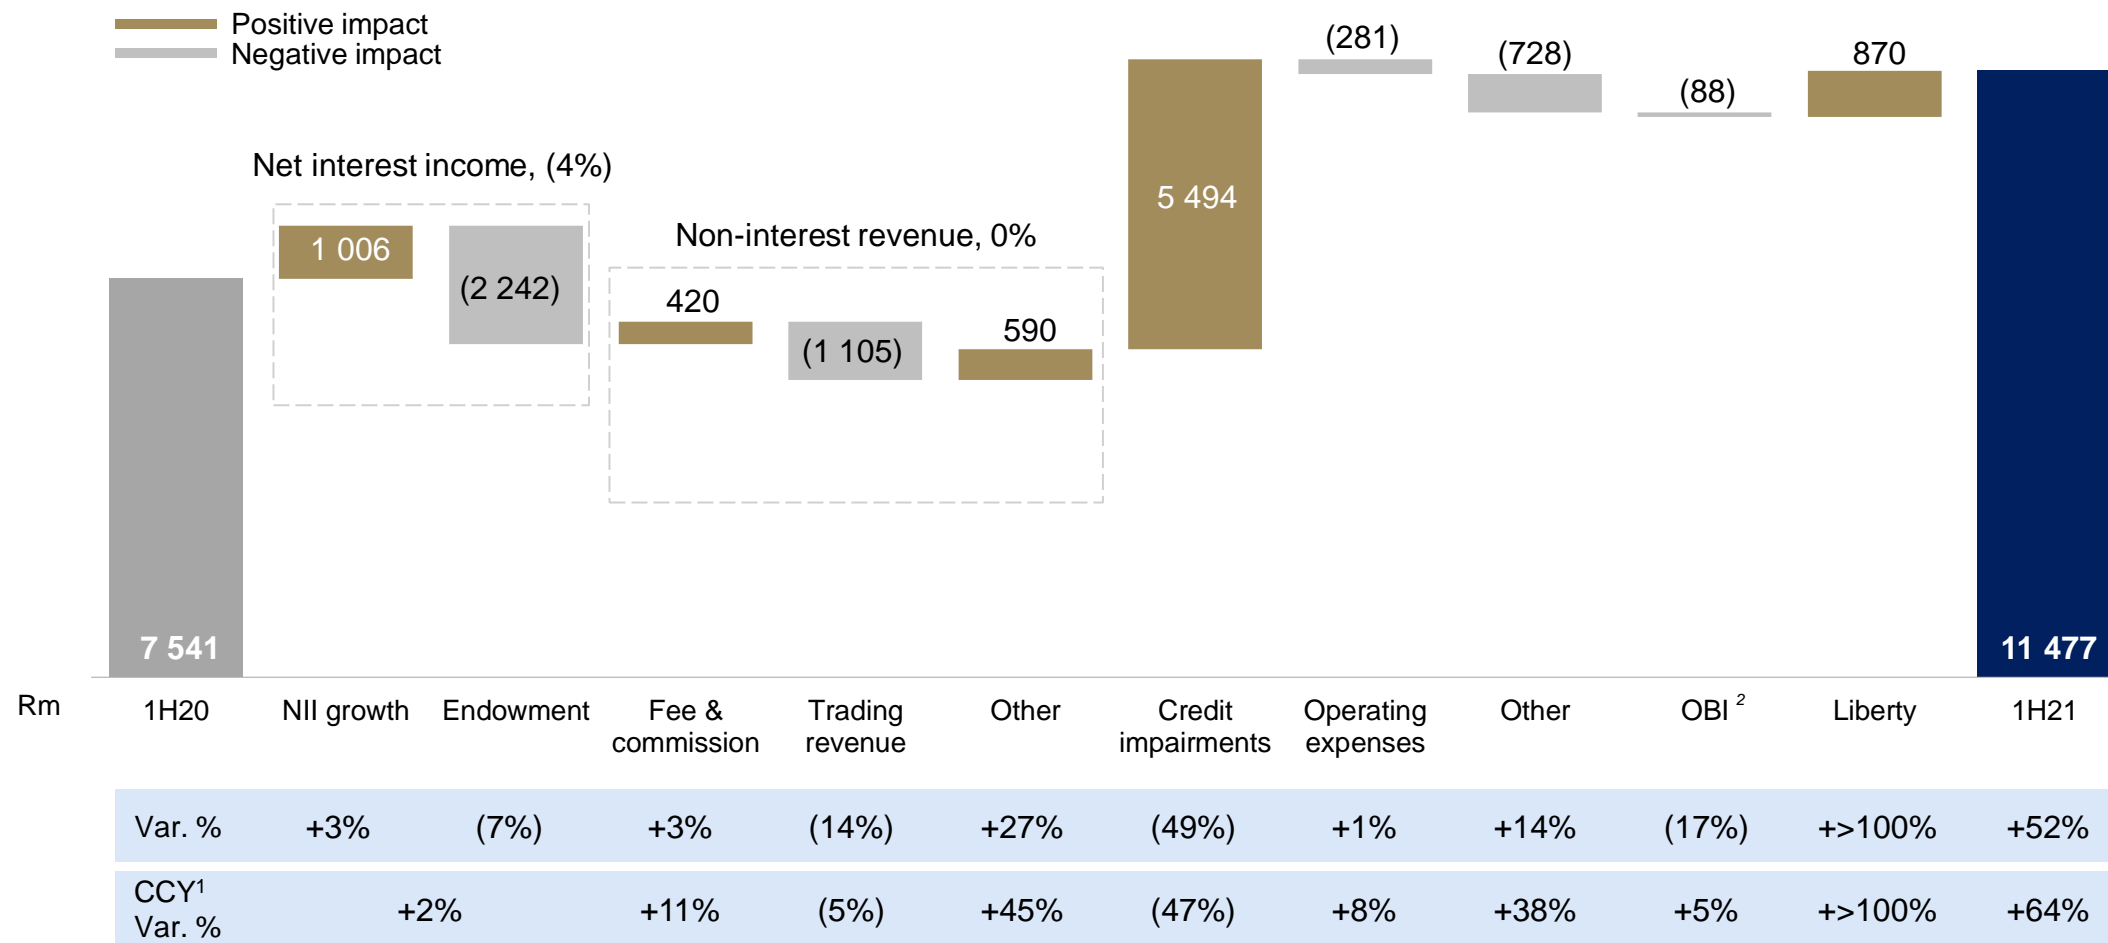 Positive impact
Negative impact
(281)
(728)
(88)
870
Net interest income, (4%)
Non-interest revenue, 0%
1 006
(2 242)
420
(1 105)
590
5 494
7 541
11 477
Rm
1H20
NII growth
Endowment
Fee &
commission
Trading
revenue
Other
Credit
impairments
Operating
expenses
Other
OBI 2
Liberty
1H21
Var. % +3% (7%) +3% (14%) +27% (49%) +1% +14% (17%) +>100% +52%
CCY1
Var. % +2% +11% (5%) +45% (47%) +8% +38% +5% +>100% +64%